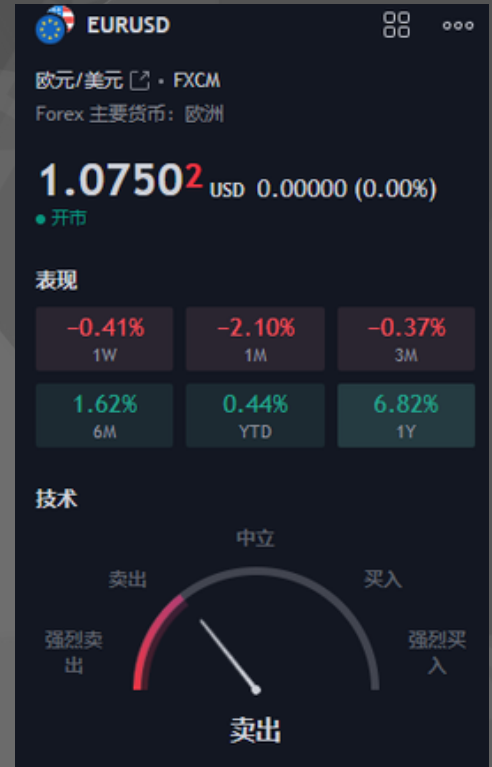 EURUSD
欧元/美元 · FXCM
Forex 主要货币：欧洲
1.07502 USD 0.00000 (0.00%)
开市
表现
−0.41% −2.10% −0.37%
1W 1M 3M
1.62% 0.44% 6.82%
6M YTD 1Y
技术
中立
卖出 买入
强烈卖 强烈买
出 入
卖出